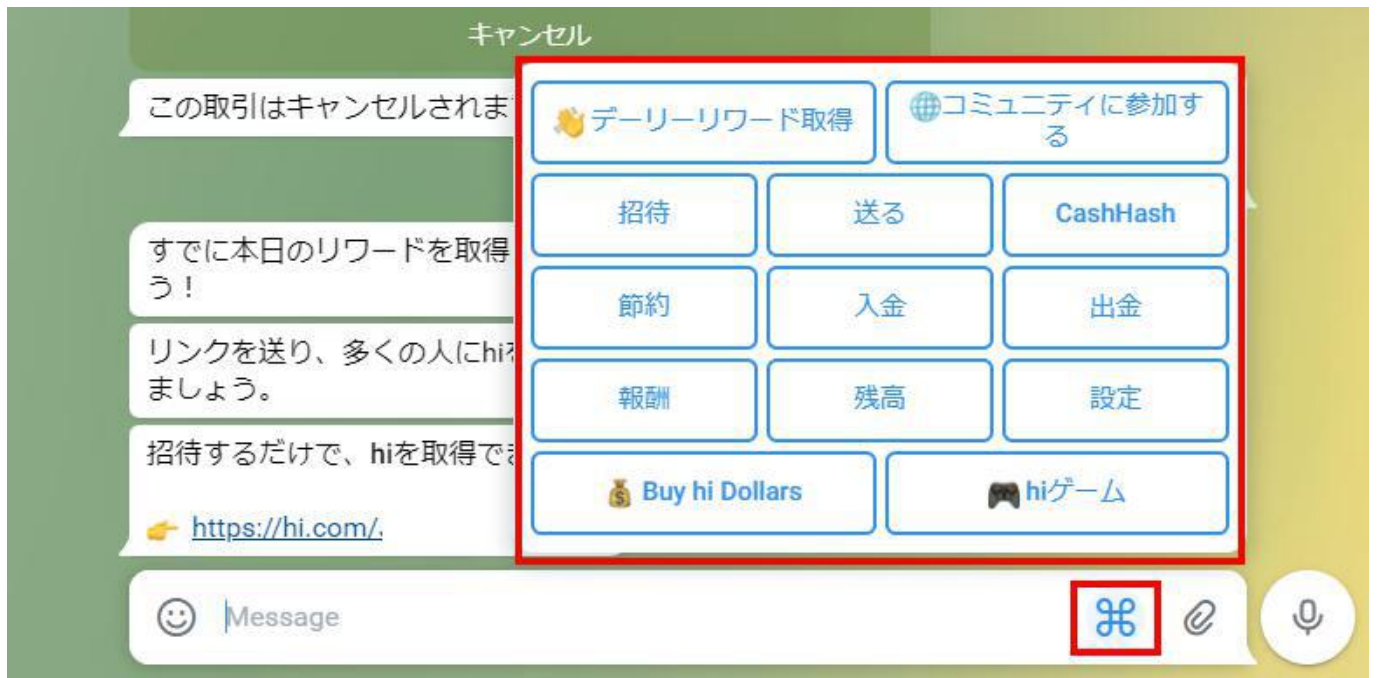 キャンセル
この取引はキャンセルされま
👋デーリーリワード取得
🌐コミュニティに参加す
る
招待
送る
CashHash
すでに本日のリワードを取得
う！
節約
入金
出金
リンクを送り、多くの人にhi
ましょう。
報酬
残高
設定
招待するだけで、hiを取得で
💰 Buy hi Dollars
🎮hiゲーム
👉 https://hi.com/
Message